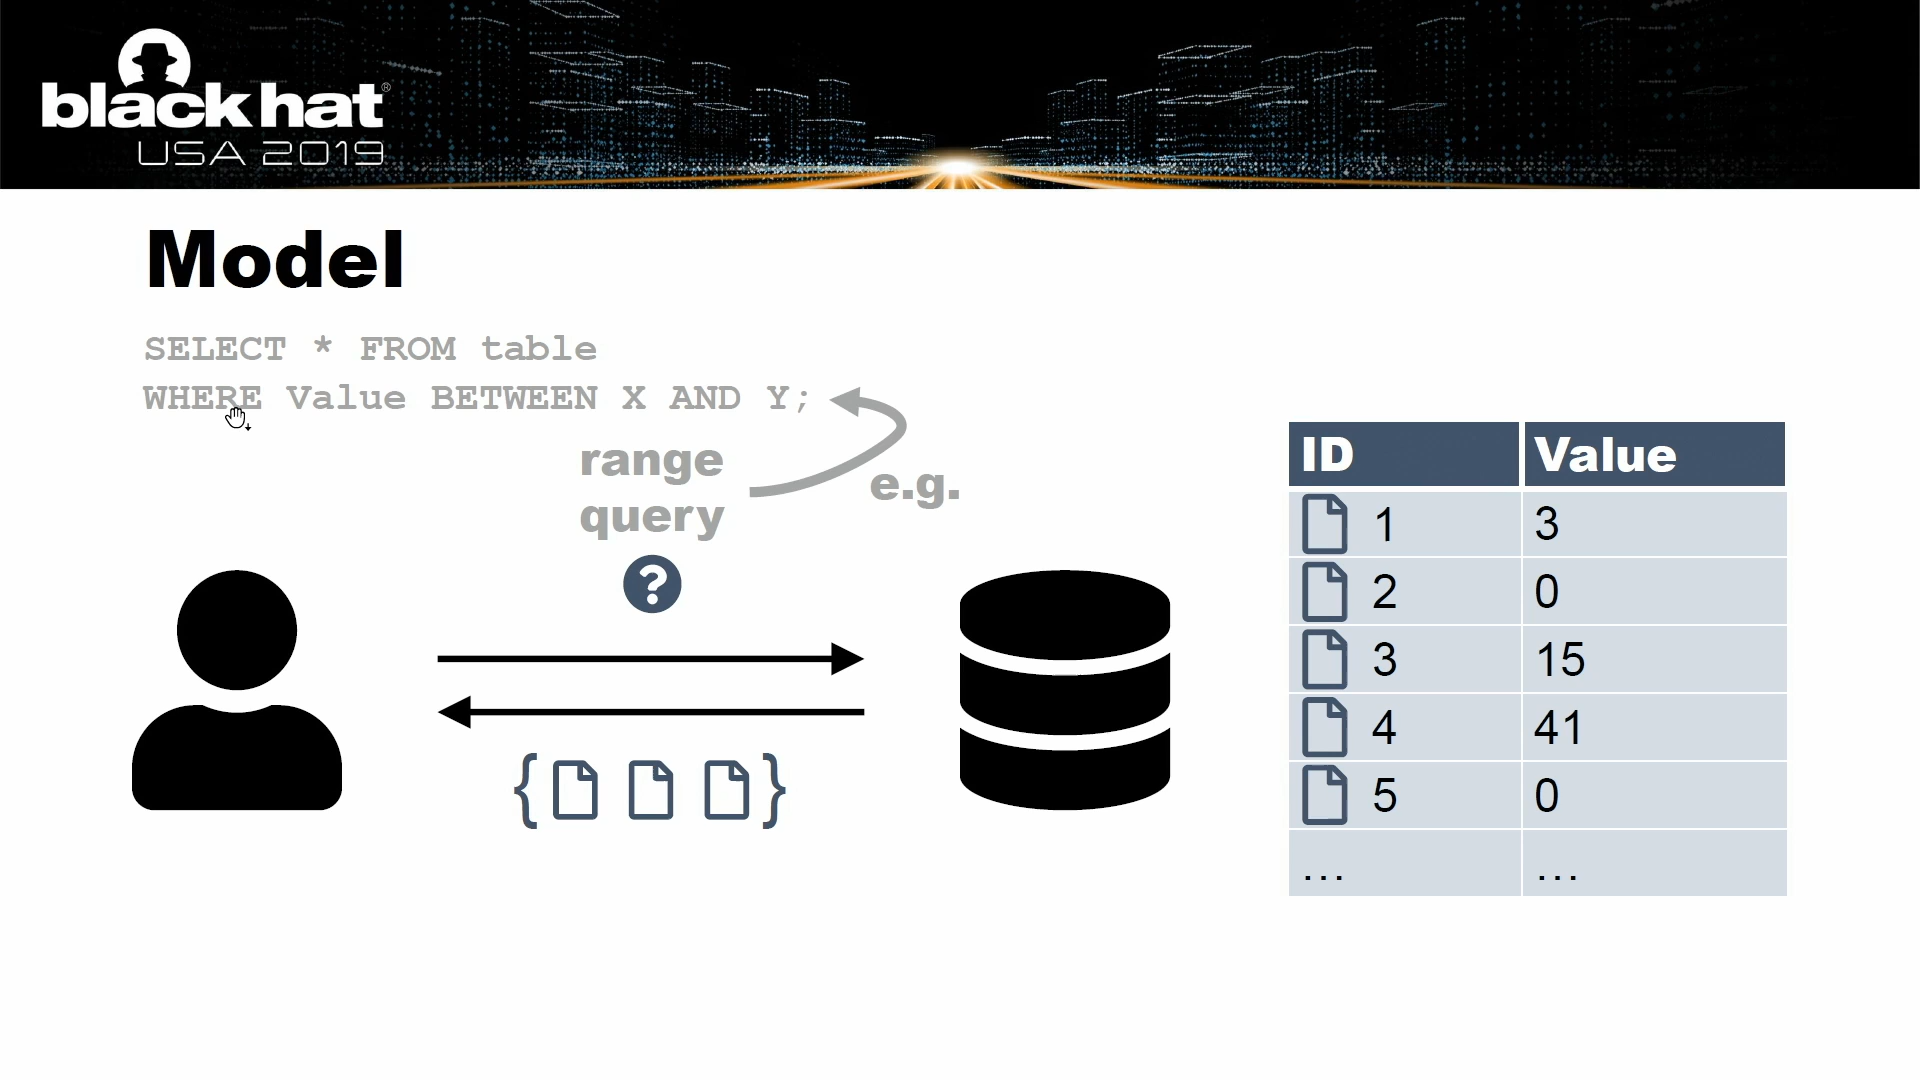 black hat®
USA 2019
Model
SELECT * FROM table
WHERE Value BETWEEN X AND Y;
range
query
e.g.
?
{ }
ID Value
1 3
2 0
3 15
4 41
5 0
... ...